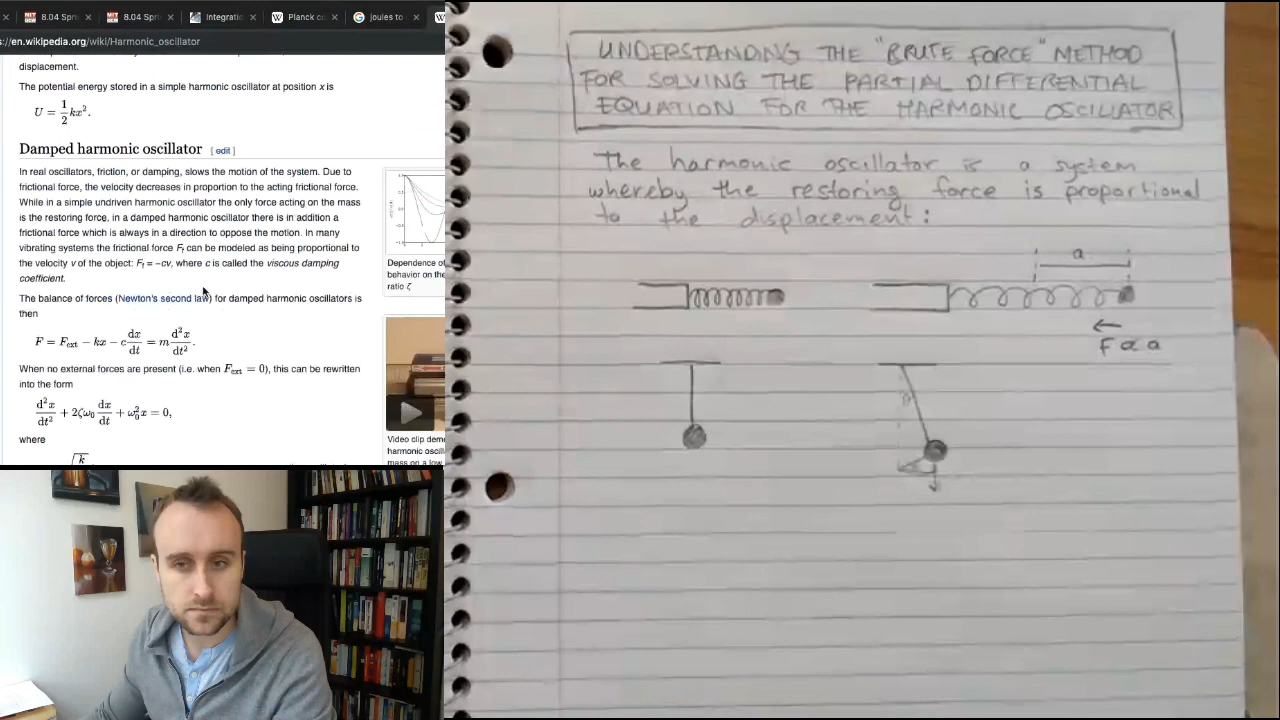 8.04 Spri
8.04 Spri
Integratio
Planck c
joules to
s://en.wikipedia.org/wiki/Harmonic_oscillator
displacement.
The potential energy stored in a simple harmonic oscillator at position x is
U = 1/2 kx².
Damped harmonic oscillator [ edit ]
In real oscillators, friction, or damping, slows the motion of the system. Due to
frictional force, the velocity decreases in proportion to the acting frictional force.
While in a simple undriven harmonic oscillator the only force acting on the mass
is the restoring force, in a damped harmonic oscillator there is in addition a
frictional force which is always in a direction to oppose the motion. In many
vibrating systems the frictional force Ff can be modeled as being proportional to
the velocity v of the object: Ff = −cv, where c is called the viscous damping
coefficient.
The balance of forces (Newton's second law) for damped harmonic oscillators is
then
F = Fext − kx − c dx/dt = m d²x/dt².
When no external forces are present (i.e. when Fext = 0), this can be rewritten
into the form
d²x/dt² + 2ζω₀ dx/dt + ω₀²x = 0,
where
k
Dependence of
behavior on the
ratio ζ
Video clip dem
harmonic oscill
mass on a low
UNDERSTANDING THE "BRUTE FORCE" METHOD
FOR SOLVING THE PARTIAL DIFFERENTIAL
EQUATION FOR THE HARMONIC OSCILLATOR
The harmonic oscillator is a system
whereby the restoring force is proportional
to the displacement:
a
F ∝ a